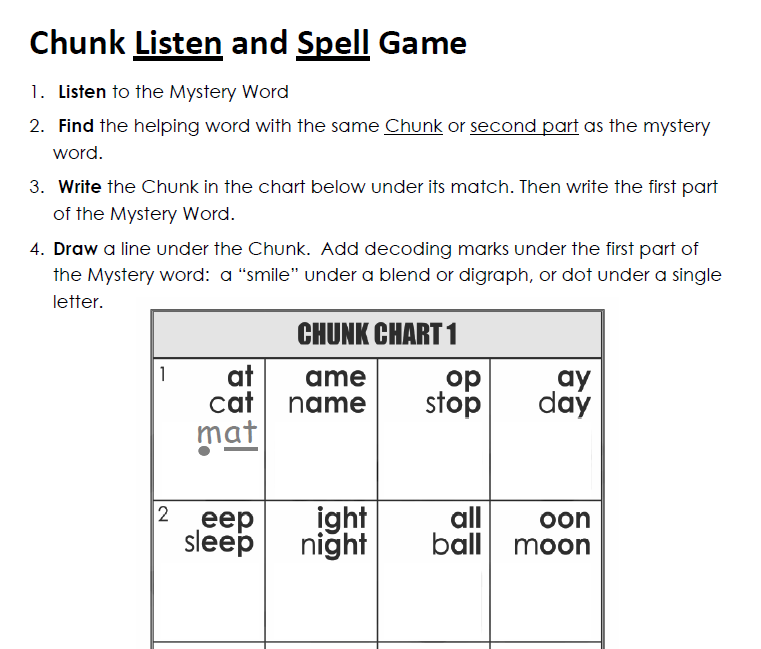 Chunk Listen and Spell Game
1. Listen to the Mystery Word
2. Find the helping word with the same Chunk or second part as the mystery
word.
3. Write the Chunk in the chart below under its match. Then write the first part
of the Mystery Word.
4. Draw a line under the Chunk. Add decoding marks under the first part of
the Mystery word: a “smile” under a blend or digraph, or dot under a single
letter.
CHUNK CHART 1
1 at ame op ay
cat name stop day
mat
2 eep ight all oon
sleep night ball moon